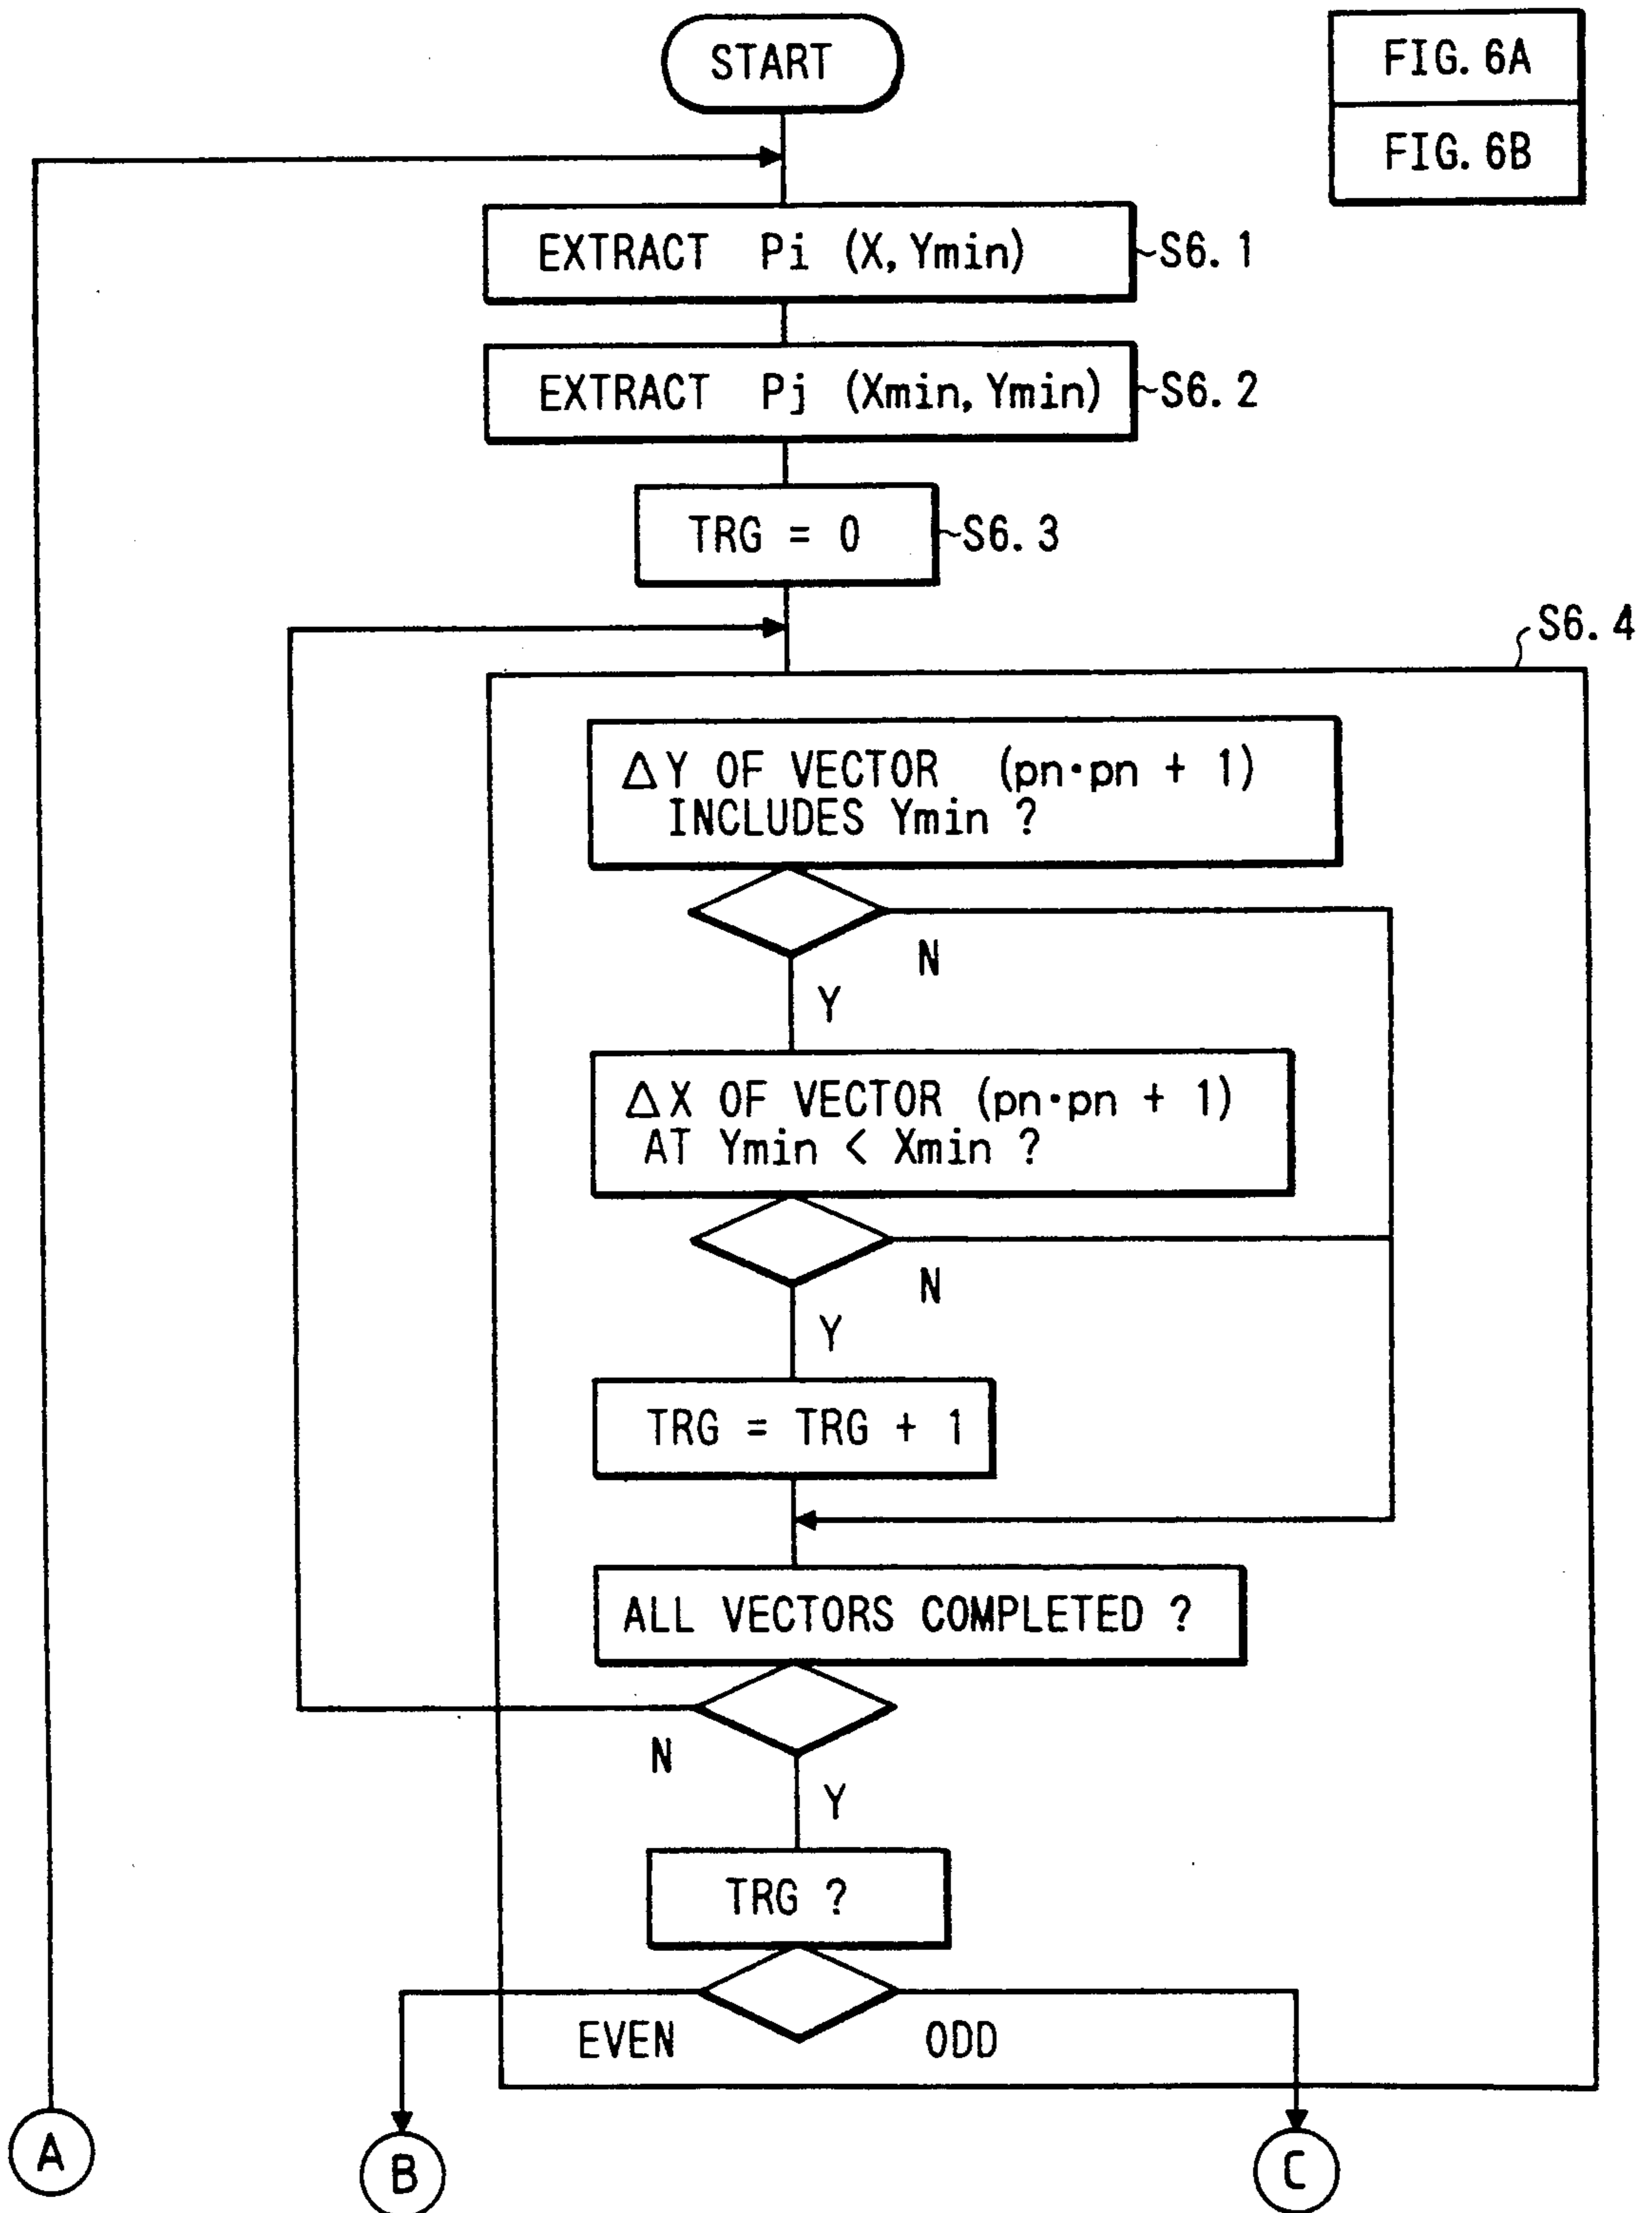 START
FIG. 6A
FIG. 6B
EXTRACT Pi (X, Ymin)
S6. 1
EXTRACT Pj (Xmin, Ymin)
S6. 2
TRG = 0
S6. 3
S6. 4
ΔY OF VECTOR (pn·pn + 1)
INCLUDES Ymin ?
N
Y
ΔX OF VECTOR (pn·pn + 1)
AT Ymin < Xmin ?
N
Y
TRG = TRG + 1
ALL VECTORS COMPLETED ?
N
Y
TRG ?
EVEN
ODD
A
B
C